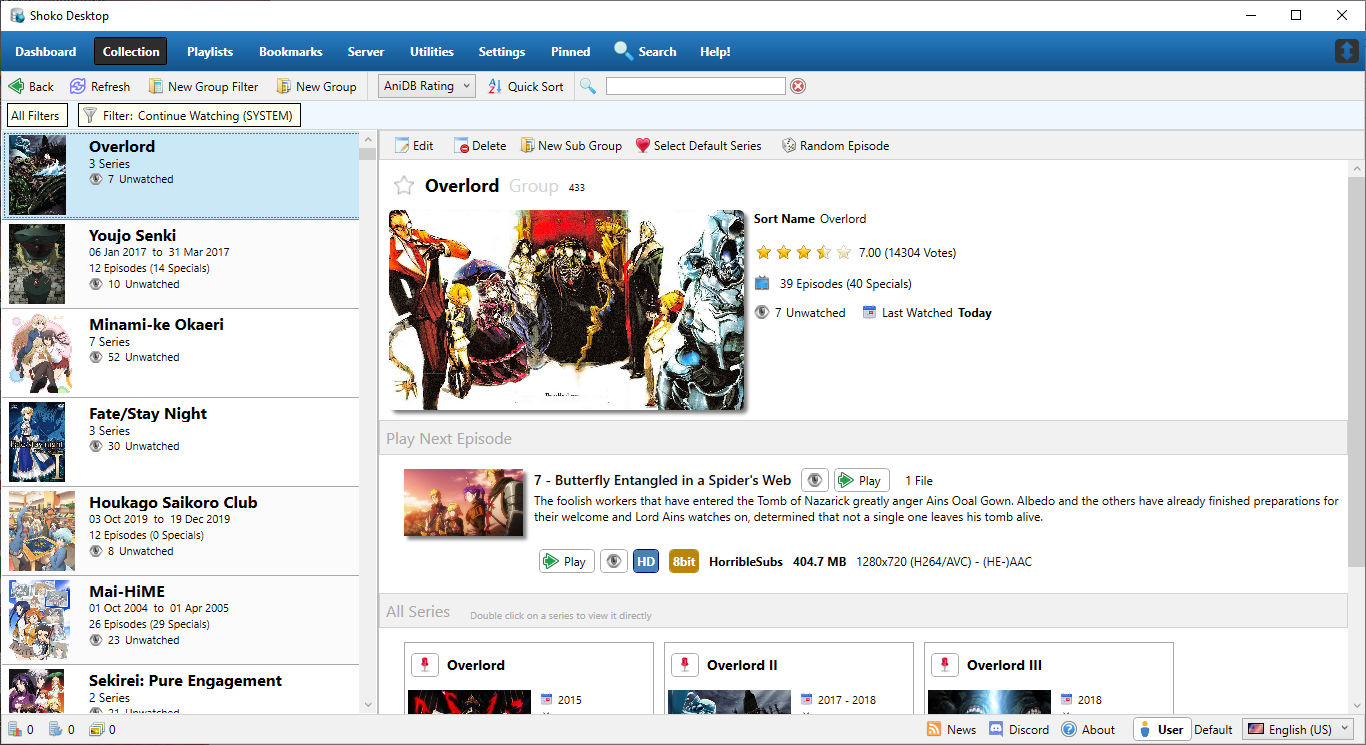 Shoko Desktop
Dashboard Collection Playlists Bookmarks Server Utilities Settings Pinned Search Help!
Back Refresh New Group Filter New Group AniDB Rating Quick Sort
All Filters Filter: Continue Watching (SYSTEM)
Overlord
3 Series
7 Unwatched
Youjo Senki
06 Jan 2017 to 31 Mar 2017
12 Episodes (14 Specials)
10 Unwatched
Minami-ke Okaeri
7 Series
52 Unwatched
Fate/Stay Night
3 Series
30 Unwatched
Houkago Saikoro Club
03 Oct 2019 to 19 Dec 2019
12 Episodes (0 Specials)
8 Unwatched
Mai-HiME
01 Oct 2004 to 01 Apr 2005
26 Episodes (29 Specials)
23 Unwatched
Sekirei: Pure Engagement
2 Series
21 Unwatched
Edit Delete New Sub Group Select Default Series Random Episode
Overlord Group 433
Sort Name Overlord
7.00 (14304 Votes)
39 Episodes (40 Specials)
7 Unwatched Last Watched Today
Play Next Episode
7 - Butterfly Entangled in a Spider's Web Play 1 File
The foolish workers that have entered the Tomb of Nazarick greatly anger Ains Ooal Gown. Albedo and the others have already finished preparations for
their welcome and Lord Ains watches on, determined that not a single one leaves his tomb alive.
Play HD 8bit HorribleSubs 404.7 MB 1280x720 (H264/AVC) - (HE-)AAC
All Series Double click on a series to view it directly
Overlord
2015
Overlord II
2017 - 2018
Overlord III
2018
0 0 0 News Discord About User Default English (US)